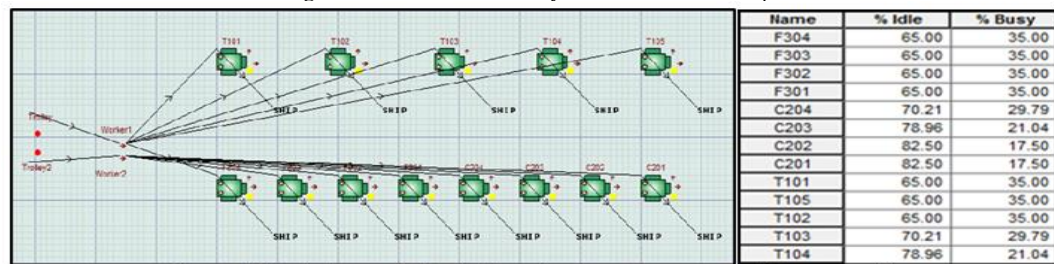 T101 T102 T103 T104 T105
SHIP SHIP SHIP SHIP SHIP
Trolley
Worker1
Trolley2
Worker2
C204 C203 C202 C201
SHIP SHIP SHIP SHIP SHIP SHIP SHIP SHIP
Name % Idle % Busy
F304 65.00 35.00
F303 65.00 35.00
F302 65.00 35.00
F301 65.00 35.00
C204 70.21 29.79
C203 78.96 21.04
C202 82.50 17.50
C201 82.50 17.50
T101 65.00 35.00
T105 65.00 35.00
T102 65.00 35.00
T103 70.21 29.79
T104 78.96 21.04